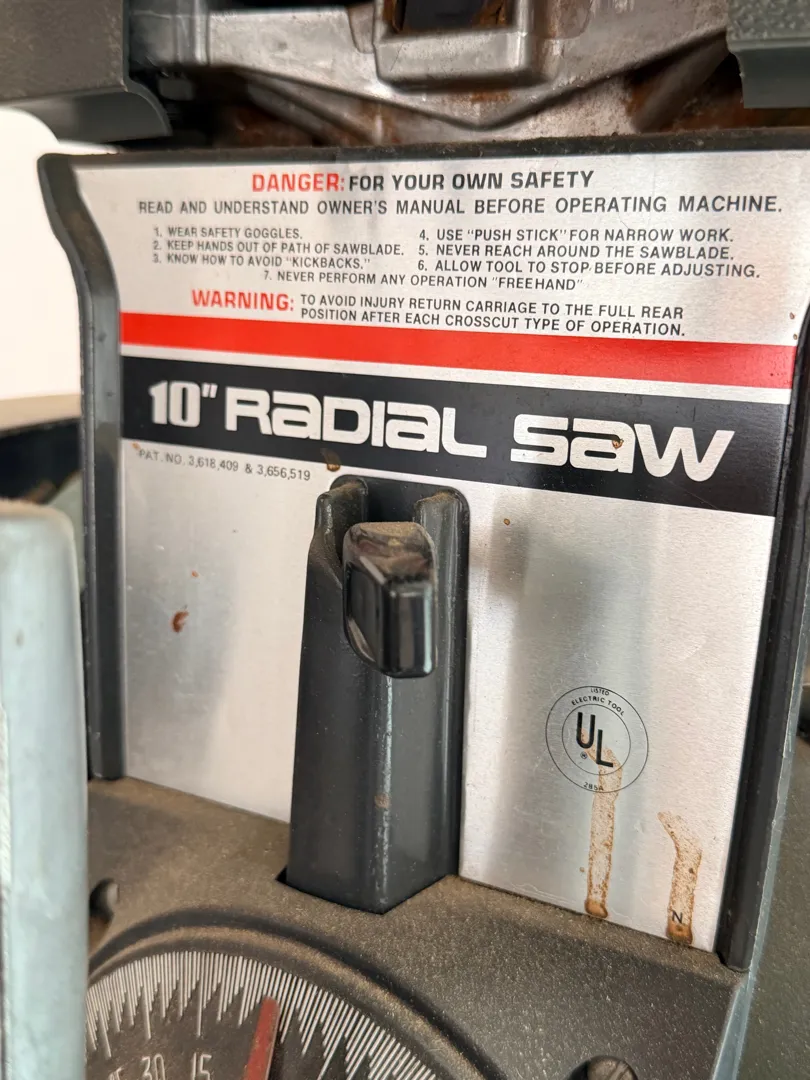 DANGER: FOR YOUR OWN SAFETY
READ AND UNDERSTAND OWNER'S MANUAL BEFORE OPERATING MACHINE.
1. WEAR SAFETY GOGGLES.
2. KEEP HANDS OUT OF PATH OF SAWBLADE.
3. KNOW HOW TO AVOID "KICKBACKS."
4. USE "PUSH STICK" FOR NARROW WORK.
5. NEVER REACH AROUND THE SAWBLADE.
6. ALLOW TOOL TO STOP BEFORE ADJUSTING.
7. NEVER PERFORM ANY OPERATION "FREEHAND"
WARNING: TO AVOID INJURY RETURN CARRIAGE TO THE FULL REAR
POSITION AFTER EACH CROSSCUT TYPE OF OPERATION.
10" RADIAL SAW
PAT. NO. 3,618,409 & 3,656,519
LISTED
ELECTRIC TOOL
UL
®
285A
N
30 15